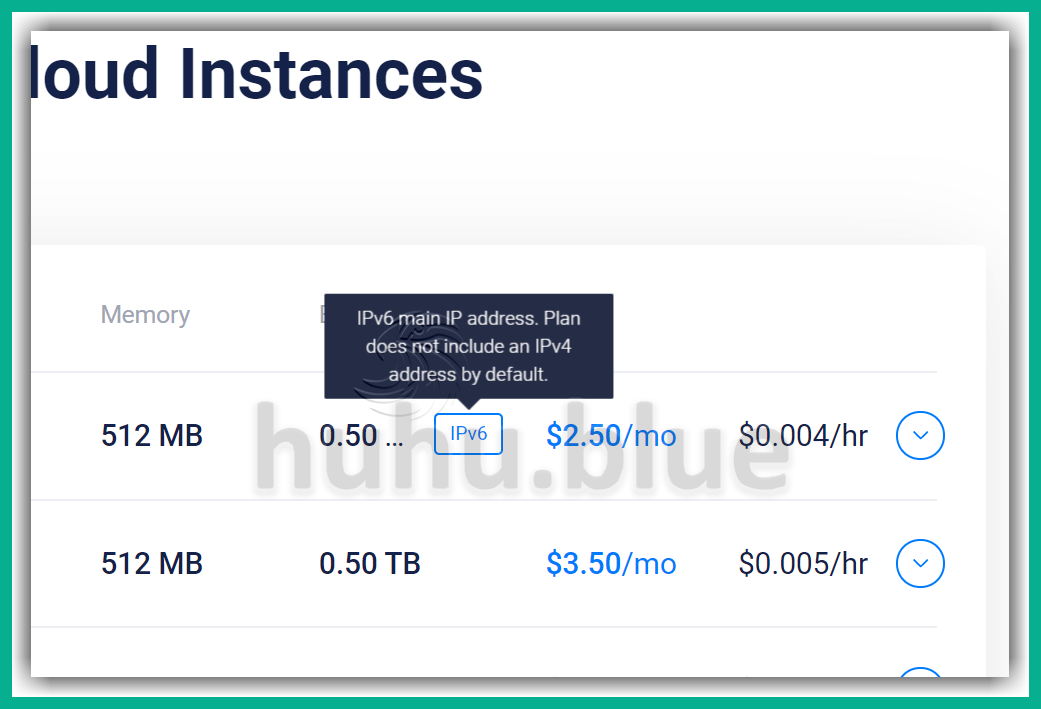 loud Instances
Memory
IPv6 main IP address. Plan
does not include an IPv4
address by default.
512 MB 0.50 ... IPv6 $2.50/mo $0.004/hr
huhu.blue
512 MB 0.50 TB $3.50/mo $0.005/hr